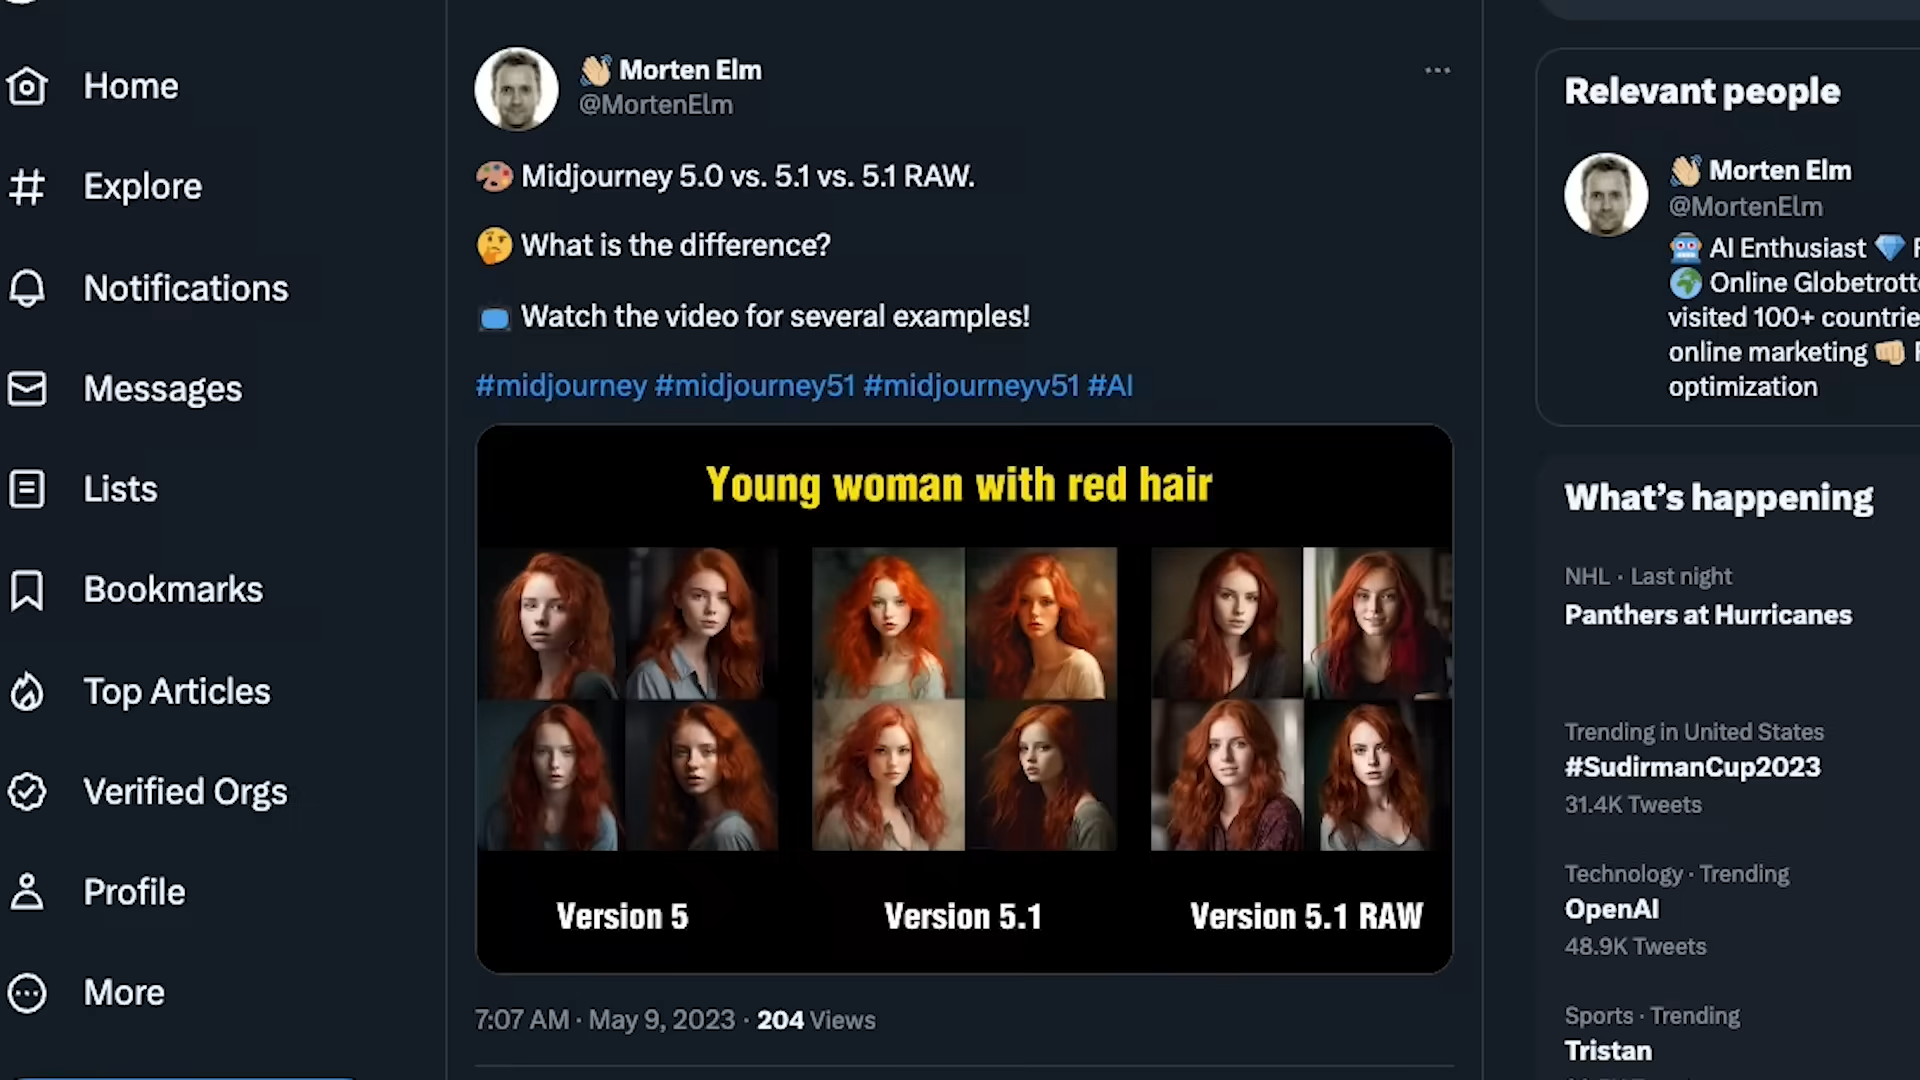 Home
Explore
Notifications
Messages
Lists
Bookmarks
Top Articles
Verified Orgs
Profile
More
👋🏼 Morten Elm
@MortenElm
🎨 Midjourney 5.0 vs. 5.1 vs. 5.1 RAW.
🤔 What is the difference?
📺 Watch the video for several examples!
#midjourney #midjourney51 #midjourneyv51 #AI
Young woman with red hair
Version 5
Version 5.1
Version 5.1 RAW
7:07 AM · May 9, 2023 · 204 Views
Relevant people
👋🏼 Morten Elm
@MortenElm
🤖 AI Enthusiast 💎
🌍 Online
visited 100+
online marketing 👊🏼
optimization
What's happening
NHL · Last night
Panthers at Hurricanes
Trending in United States
#SudirmanCup2023
31.4K Tweets
Technology · Trending
OpenAI
48.9K Tweets
Sports · Trending
Tristan